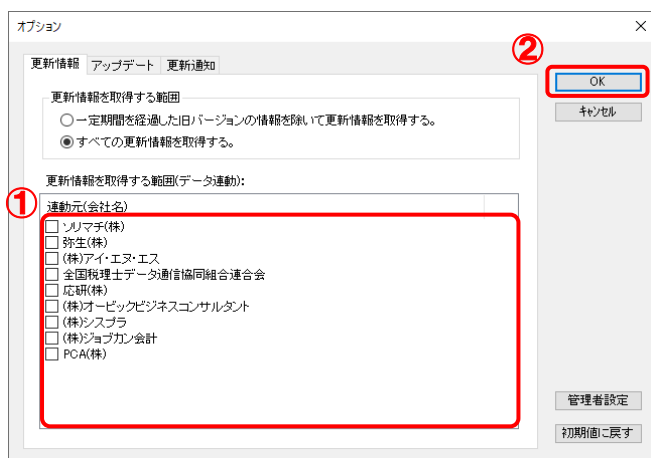 オプション
②
更新情報 アップデート 更新通知
OK
キャンセル
更新情報を取得する範囲
一定期間を経過した旧バージョンの情報を除いて更新情報を取得する。
すべての更新情報を取得する。
更新情報を取得する範囲(データ連動):
①
連動元(会社名)
ソリマチ(株)
弥生(株)
(株)アイ・エヌ・エス
全国税理士データ通信協同組合連合会
応研(株)
(株)オービックビジネスコンサルタント
(株)シスプラ
(株)ジョブカン会計
PCA(株)
管理者設定
初期値に戻す